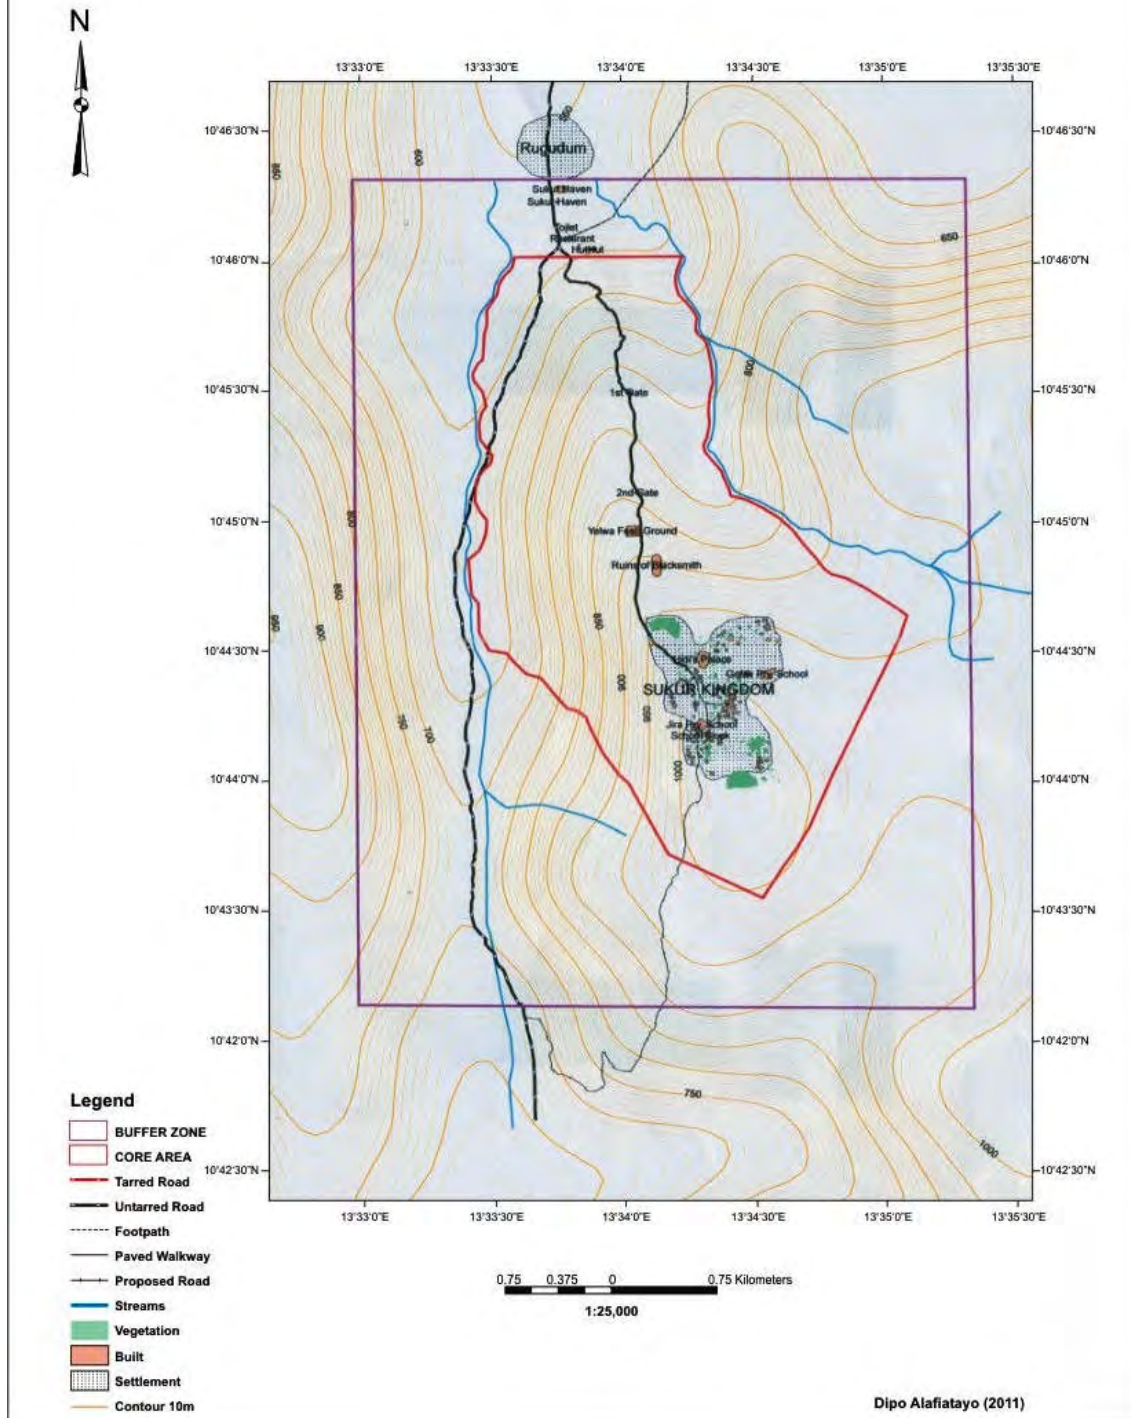 N
13°33'0"E 13°33'30"E 13°34'0"E 13°34'30"E 13°35'0"E 13°35'30"E
10°46'30"N 10°46'30"N
550
Rugudum
600
Sukur Haven
Sukur Haven
Toilet
650
10°46'0"N 10°46'0"N
800
10°45'30"N 10°45'30"N
1st Gate
2nd Gate
10°45'0"N 10°45'0"N
Ruins of Blacksmith
850
900
850
10°44'30"N 10°44'30"N
SUKUR KINGDOM
900
950
750
700
1000
10°44'0"N 10°44'0"N
10°43'30"N 10°43'30"N
10°42'0"N 10°42'0"N
750
1000
10°42'30"N 10°42'30"N
13°33'0"E 13°33'30"E 13°34'0"E 13°34'30"E 13°35'0"E 13°35'30"E
Legend
BUFFER ZONE
CORE AREA
Tarred Road
Untarred Road
Footpath
Paved Walkway
Proposed Road
Streams
Vegetation
Built
Settlement
Contour 10m
0.75 0.375 0 0.75 Kilometers
1:25,000
Dipo Alafiatayo (2011)